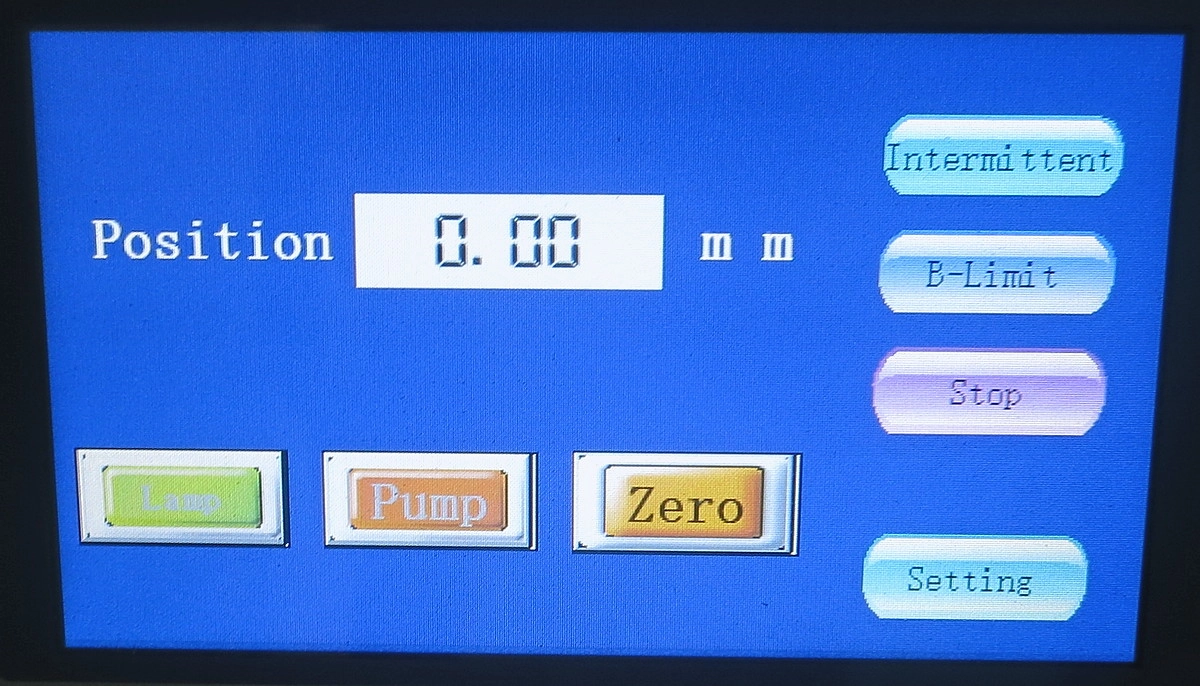 Intermittent
Position 0.00 mm
B-Limit
Stop
Lamp Pump Zero
Setting